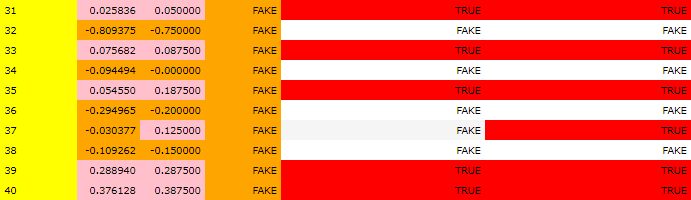 31 0.025836 0.050000 FAKE TRUE TRUE
32 -0.809375 -0.750000 FAKE FAKE FAKE
33 0.075682 0.087500 FAKE TRUE TRUE
34 -0.094494 -0.000000 FAKE FAKE FAKE
35 0.054550 0.187500 FAKE TRUE TRUE
36 -0.294965 -0.200000 FAKE FAKE FAKE
37 -0.030377 0.125000 FAKE FAKE TRUE
38 -0.109262 -0.150000 FAKE FAKE FAKE
39 0.288940 0.287500 FAKE TRUE TRUE
40 0.376128 0.387500 FAKE TRUE TRUE